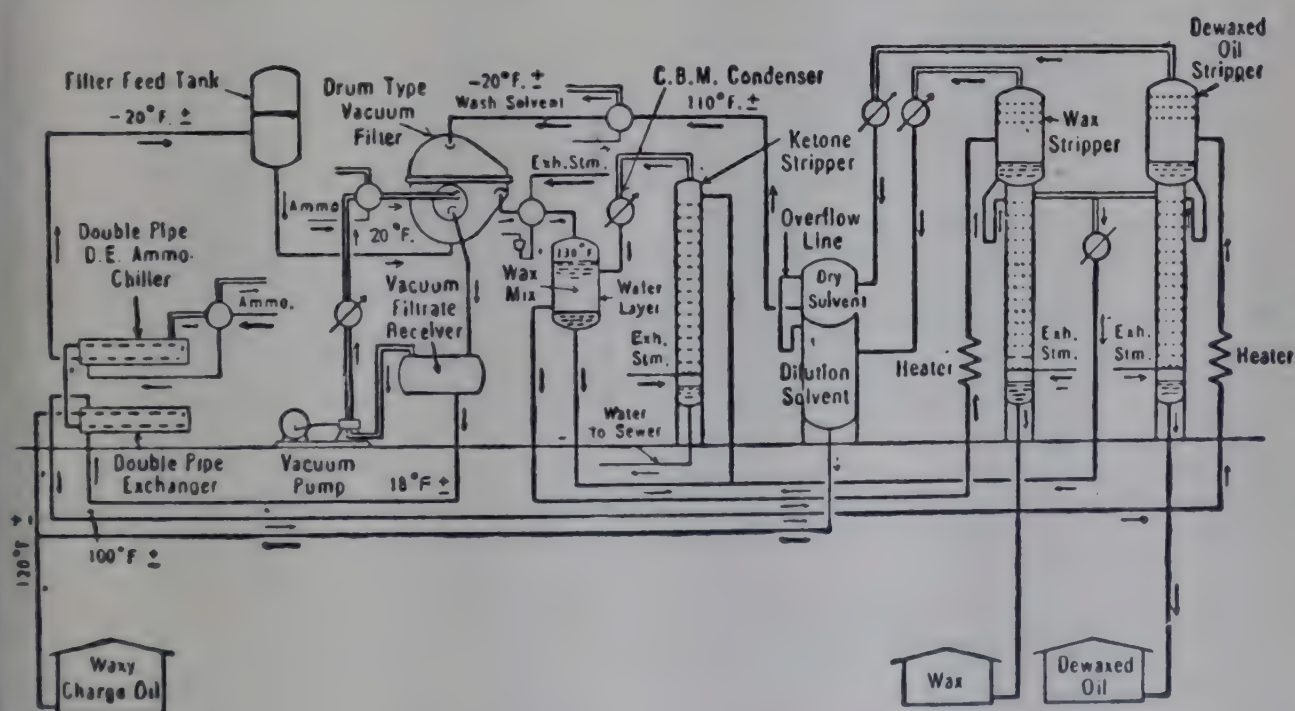 Dewaxed
Oil
Stripper
Filter Feed Tank
-20°F. ±
Drum Type
Vacuum
Filter
-20°F. ±
Wash Solvent
C.B.M. Condenser
110°F. ±
Ketone
Stripper
Wax
Stripper
Exh. Stm.
Ammo
20°F.
Double Pipe
D.E. Ammo.
Chiller
Ammo.
Vacuum
Filtrate
Receiver
130°F
Wax
Mix
Water
Layer
Overflow
Line
Dry
Solvent
Dilution
Solvent
Exh.
Stm.
Heater
Exh.
Stm.
Exh.
Stm.
Heater
Water
To Sewer
Double Pipe
Exchanger
Vacuum
Pump
18°F ±
120°F ±
100°F ±
Waxy
Charge Oil
Wax
Dewaxed
Oil